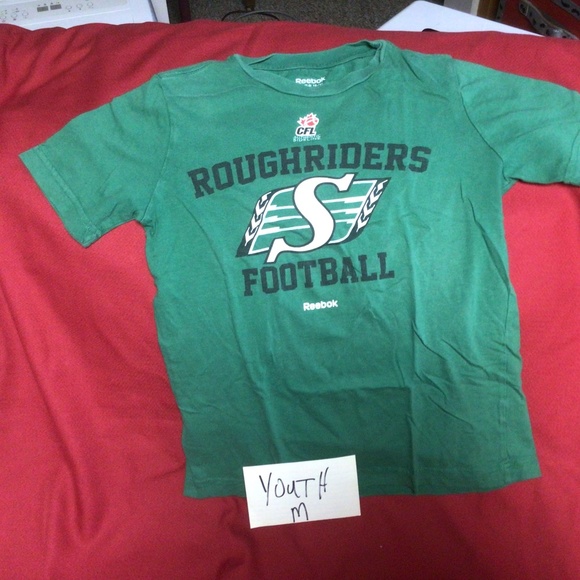 Reebok
CFL
ROUGHRIDERS
S
FOOTBALL
Reebok
YOUTH
M